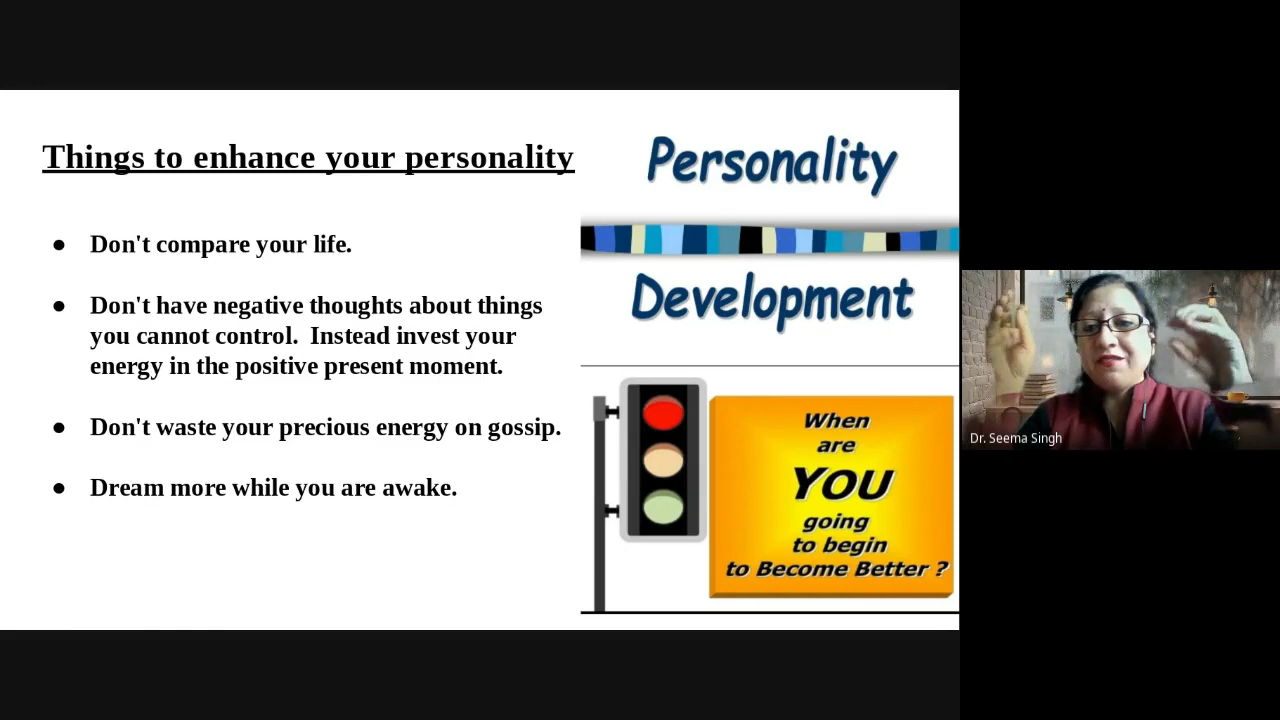 Things to enhance your personality
● Don't compare your life.
● Don't have negative thoughts about things
you cannot control.  Instead invest your
energy in the positive present moment.
● Don't waste your precious energy on gossip.
● Dream more while you are awake.
Personality
Development
When
are
YOU
going
to begin
to Become Better ?
Dr. Seema Singh